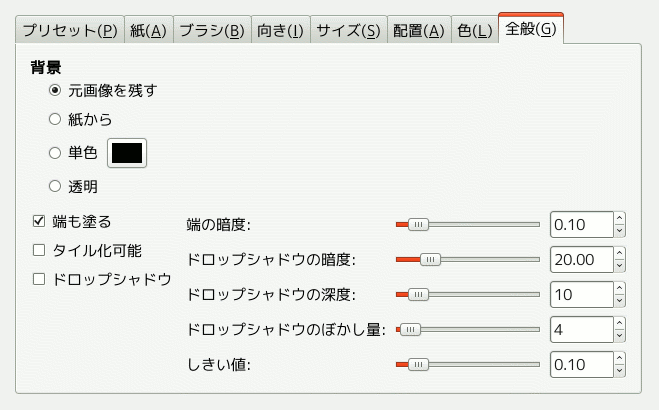 プリセット(P) 紙(A) ブラシ(B) 向き(I) サイズ(S) 配置(A) 色(L) 全般(G)
背景
元画像を残す
紙から
単色
透明
端も塗る
タイル化可能
ドロップシャドウ
端の暗度: 0.10
ドロップシャドウの暗度: 20.00
ドロップシャドウの深度: 10
ドロップシャドウのぼかし量: 4
しきい値: 0.10